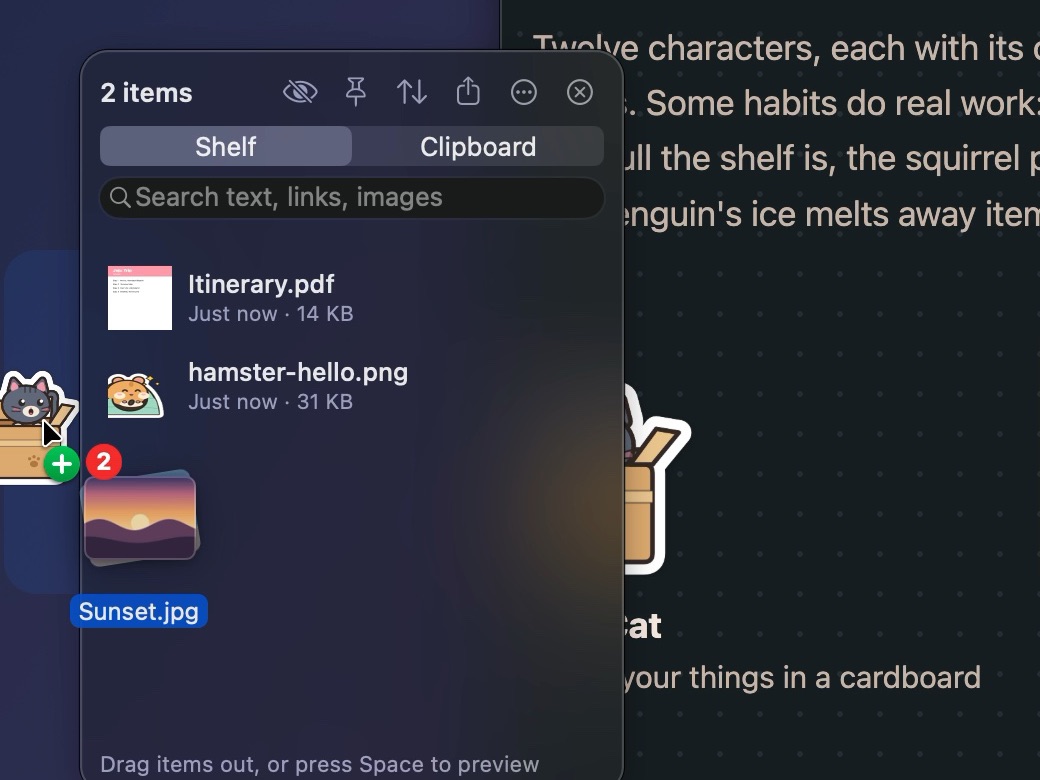 Twelve characters, each with its
. Some habits do real work:
ull the shelf is, the squirrel
enguin's ice melts away item
2 items
Shelf
Clipboard
Search text, links, images
Itinerary.pdf
Just now · 14 KB
hamster-hello.png
Just now · 31 KB
2
Sunset.jpg
Cat
your things in a cardboard
Drag items out, or press Space to preview